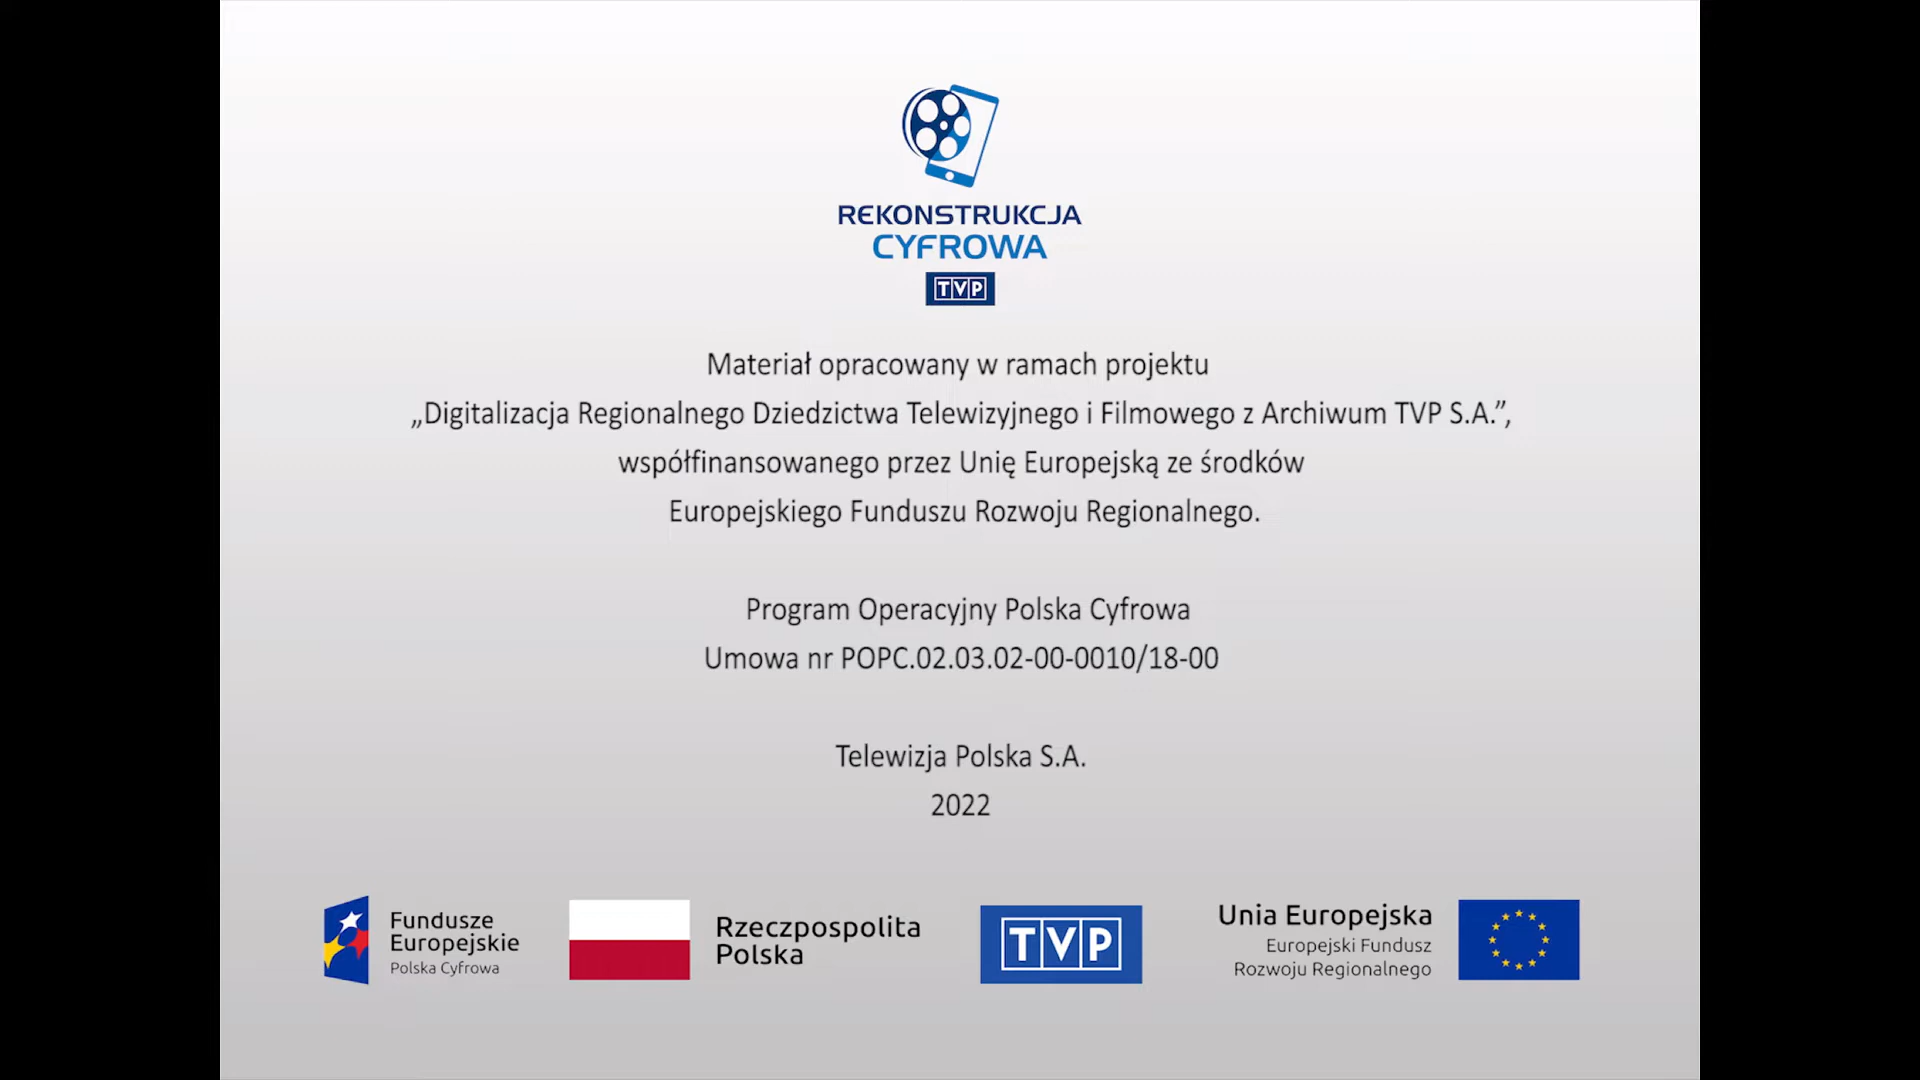 REKONSTRUKCJA
CYFROWA
TVP
Materiał opracowany w ramach projektu
„Digitalizacja Regionalnego Dziedzictwa Telewizyjnego i Filmowego z Archiwum TVP S.A.”,
współfinansowanego przez Unię Europejską ze środków
Europejskiego Funduszu Rozwoju Regionalnego.
Program Operacyjny Polska Cyfrowa
Umowa nr POPC.02.03.02-00-0010/18-00
Telewizja Polska S.A.
2022
Fundusze
Europejskie
Polska Cyfrowa
Rzeczpospolita
Polska
TVP
Unia Europejska
Europejski Fundusz
Rozwoju Regionalnego